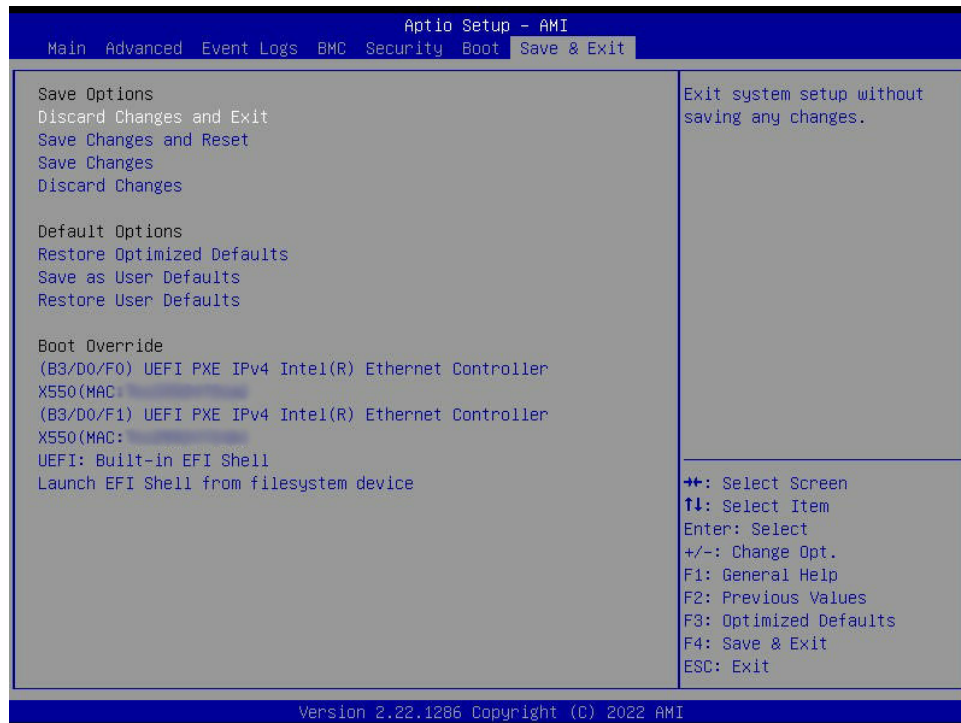 Aptio Setup – AMI
Main Advanced Event Logs BMC Security Boot Save & Exit
Save Options
Discard Changes and Exit
Save Changes and Reset
Save Changes
Discard Changes
Default Options
Restore Optimized Defaults
Save as User Defaults
Restore User Defaults
Boot Override
(B3/D0/F0) UEFI PXE IPv4 Intel(R) Ethernet Controller
X550(MAC:
(B3/D0/F1) UEFI PXE IPv4 Intel(R) Ethernet Controller
X550(MAC:
UEFI: Built-in EFI Shell
Launch EFI Shell from filesystem device
Exit system setup without
saving any changes.
→←: Select Screen
↑↓: Select Item
Enter: Select
+/-: Change Opt.
F1: General Help
F2: Previous Values
F3: Optimized Defaults
F4: Save & Exit
ESC: Exit
Version 2.22.1286 Copyright (C) 2022 AMI